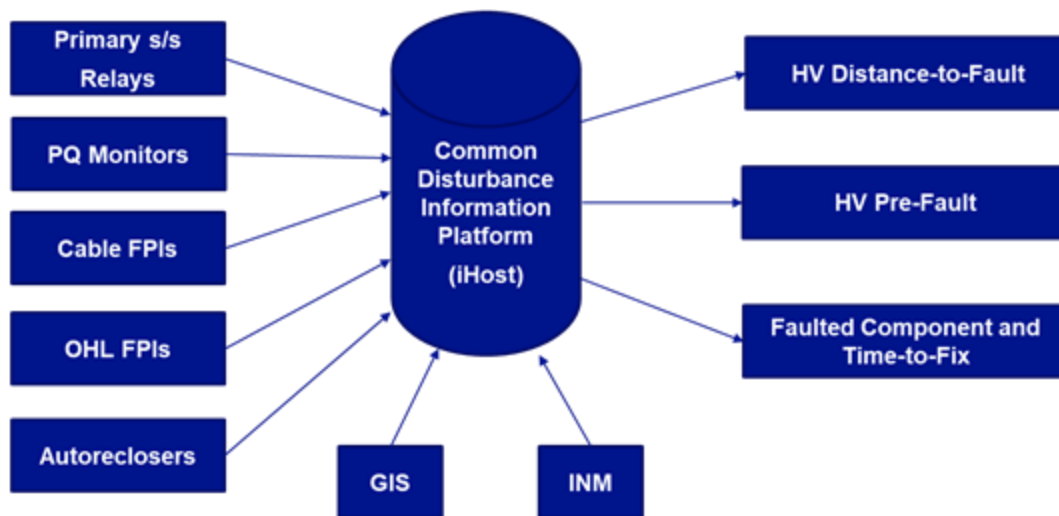 Primary s/s
Relays
PQ Monitors
Cable FPIs
OHL FPIs
Autoreclosers
Common
Disturbance
Information
Platform
(iHost)
GIS
INM
HV Distance-to-Fault
HV Pre-Fault
Faulted Component and
Time-to-Fix